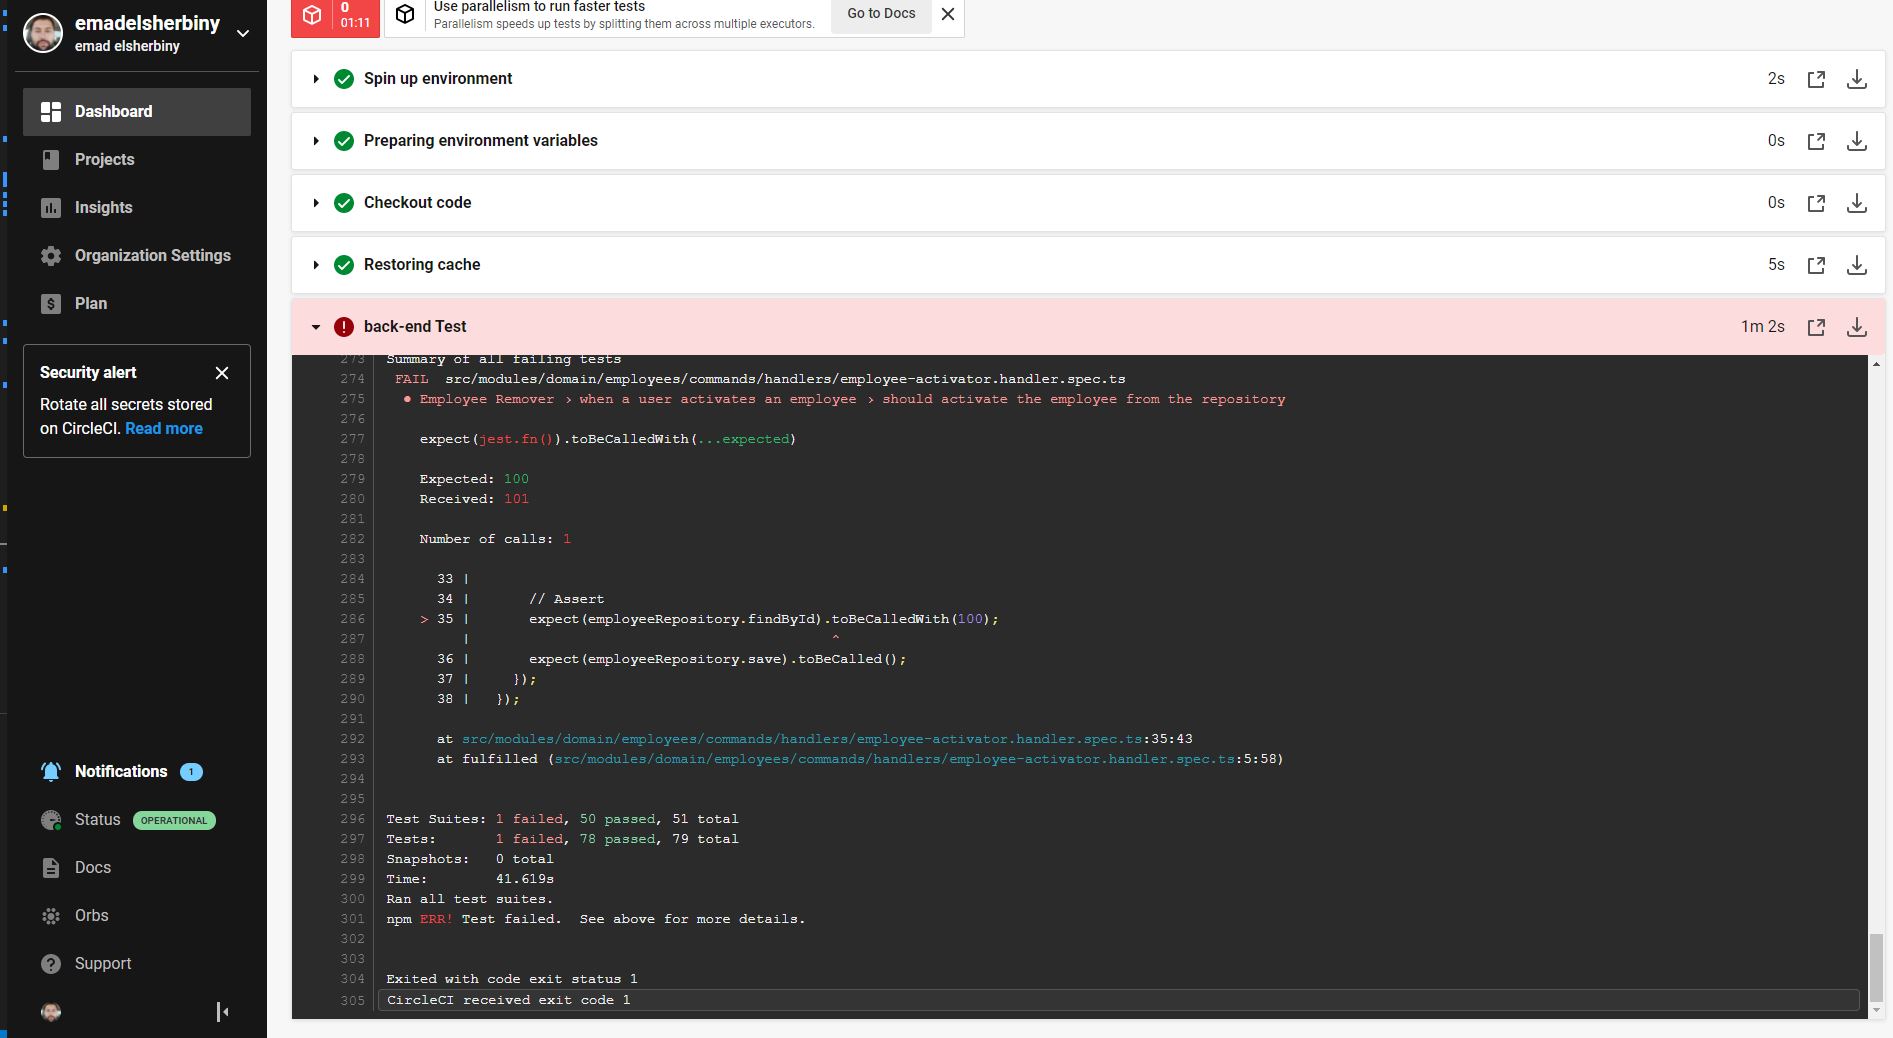 emadelsherbiny
emad elsherbiny
Dashboard
Projects
Insights
Organization Settings
Plan
Security alert
Rotate all secrets stored
on CircleCI. Read more
Notifications 1
Status OPERATIONAL
Docs
Orbs
Support
0
01:11
Use parallelism to run faster tests
Parallelism speeds up tests by splitting them across multiple executors.
Go to Docs
Spin up environment 2s
Preparing environment variables 0s
Checkout code 0s
Restoring cache 5s
back-end Test 1m 2s
273 Summary of all failing tests
274 FAIL src/modules/domain/employees/commands/handlers/employee-activator.handler.spec.ts
275 ● Employee Remover › when a user activates an employee › should activate the employee from the repository
276
277 expect(jest.fn()).toBeCalledWith(...expected)
278
279 Expected: 100
280 Received: 101
281
282 Number of calls: 1
283
284 33 |
285 34 | // Assert
286 > 35 | expect(employeeRepository.findById).toBeCalledWith(100);
287 | ^
288 36 | expect(employeeRepository.save).toBeCalled();
289 37 | });
290 38 | });
291
292 at src/modules/domain/employees/commands/handlers/employee-activator.handler.spec.ts:35:43
293 at fulfilled (src/modules/domain/employees/commands/handlers/employee-activator.handler.spec.ts:5:58)
294
295
296 Test Suites: 1 failed, 50 passed, 51 total
297 Tests: 1 failed, 78 passed, 79 total
298 Snapshots: 0 total
299 Time: 41.619s
300 Ran all test suites.
301 npm ERR! Test failed. See above for more details.
302
303
304 Exited with code exit status 1
305 CircleCI received exit code 1